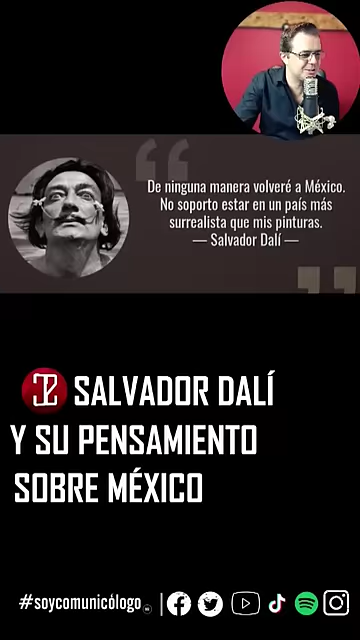 De ninguna manera volveré a México.
No soporto estar en un país más
surrealista que mis pinturas.
— Salvador Dalí —
SALVADOR DALÍ
Y SU PENSAMIENTO
SOBRE MÉXICO
#soycomunicólogo